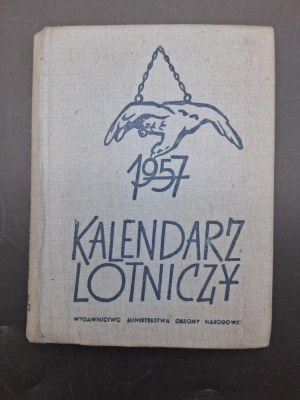 1957
KALENDARZ
LOTNICZY
WYDAWNICTWO MINISTERSTWA OBRONY NARODOWEJ